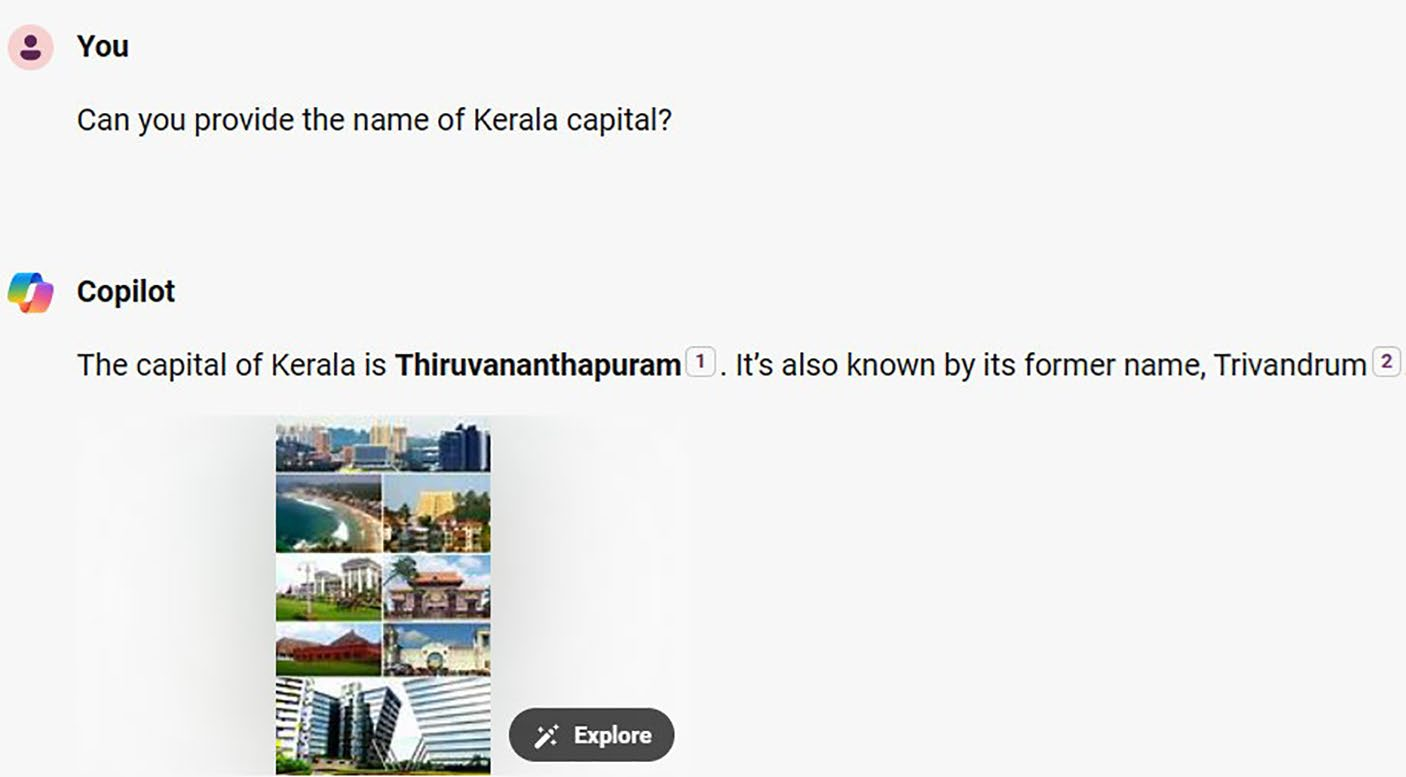 You
Can you provide the name of Kerala capital?
Copilot
The capital of Kerala is Thiruvananthapuram 1 . It’s also known by its former name, Trivandrum 2
Explore